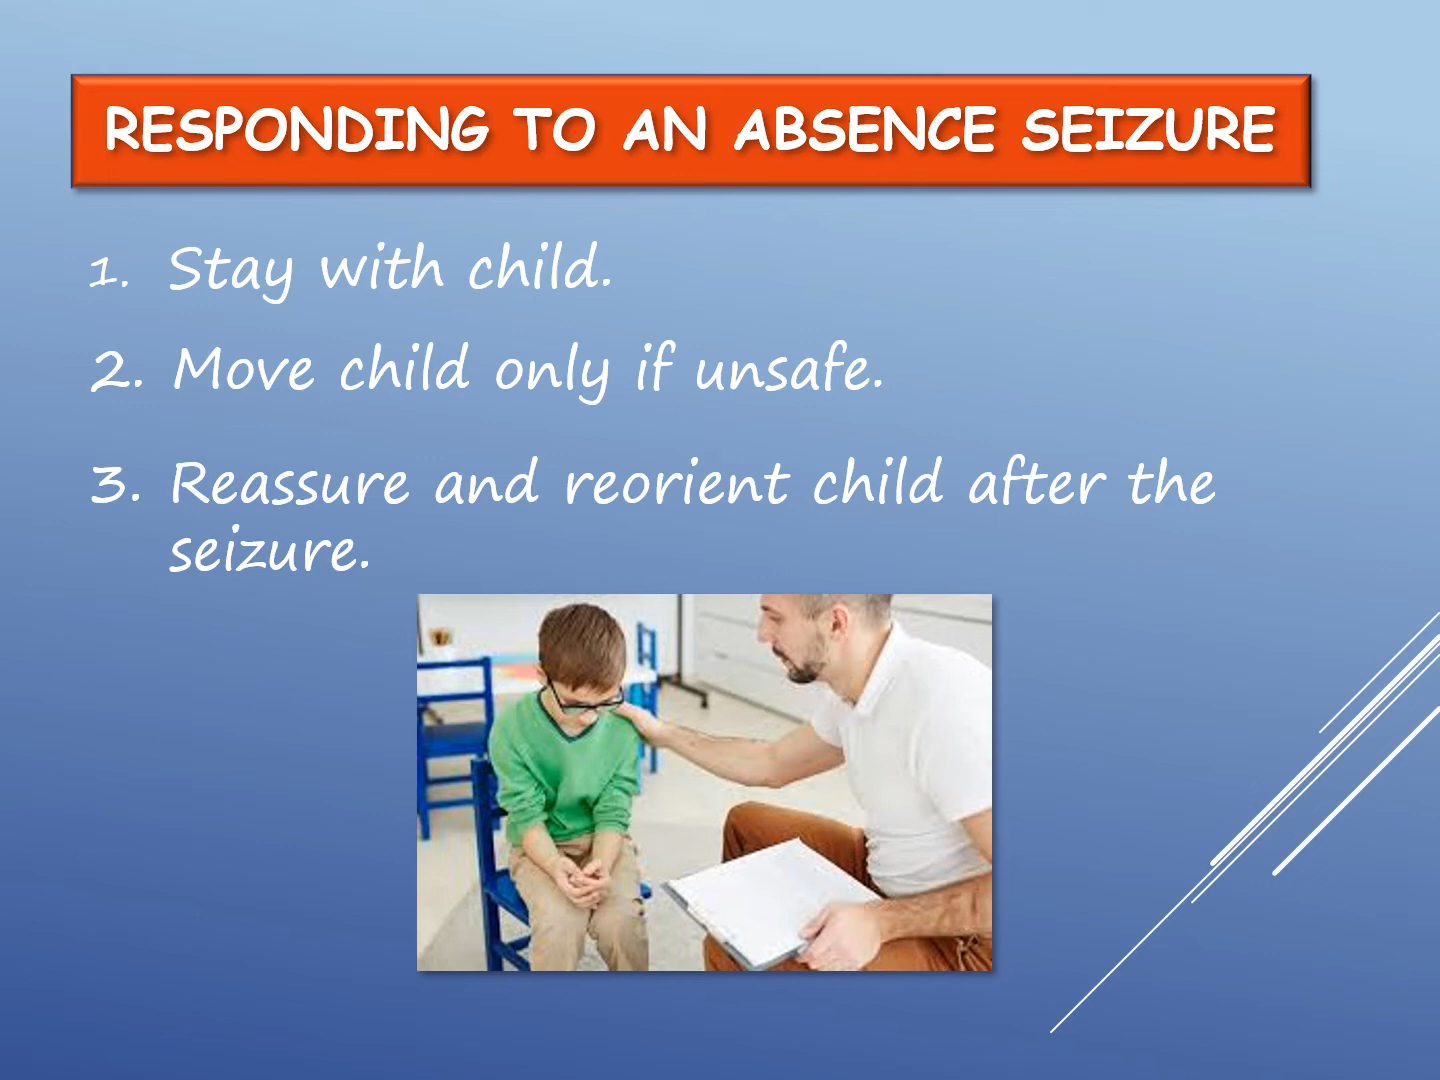 RESPONDING TO AN ABSENCE SEIZURE
1. Stay with child.
2. Move child only if unsafe.
3. Reassure and reorient child after the
seizure.